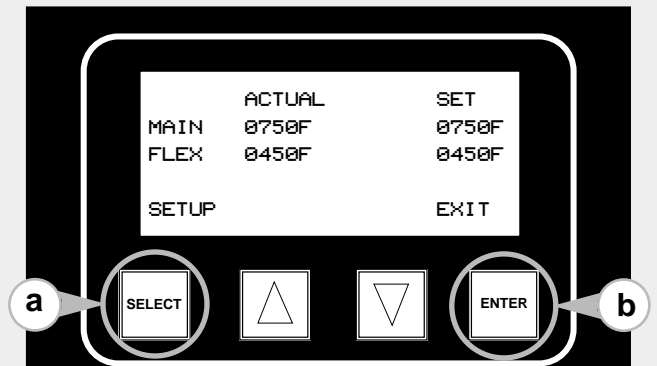 ACTUAL SET
MAIN 0750F 0750F
FLEX 0450F 0450F
SETUP EXIT
a SELECT ENTER b